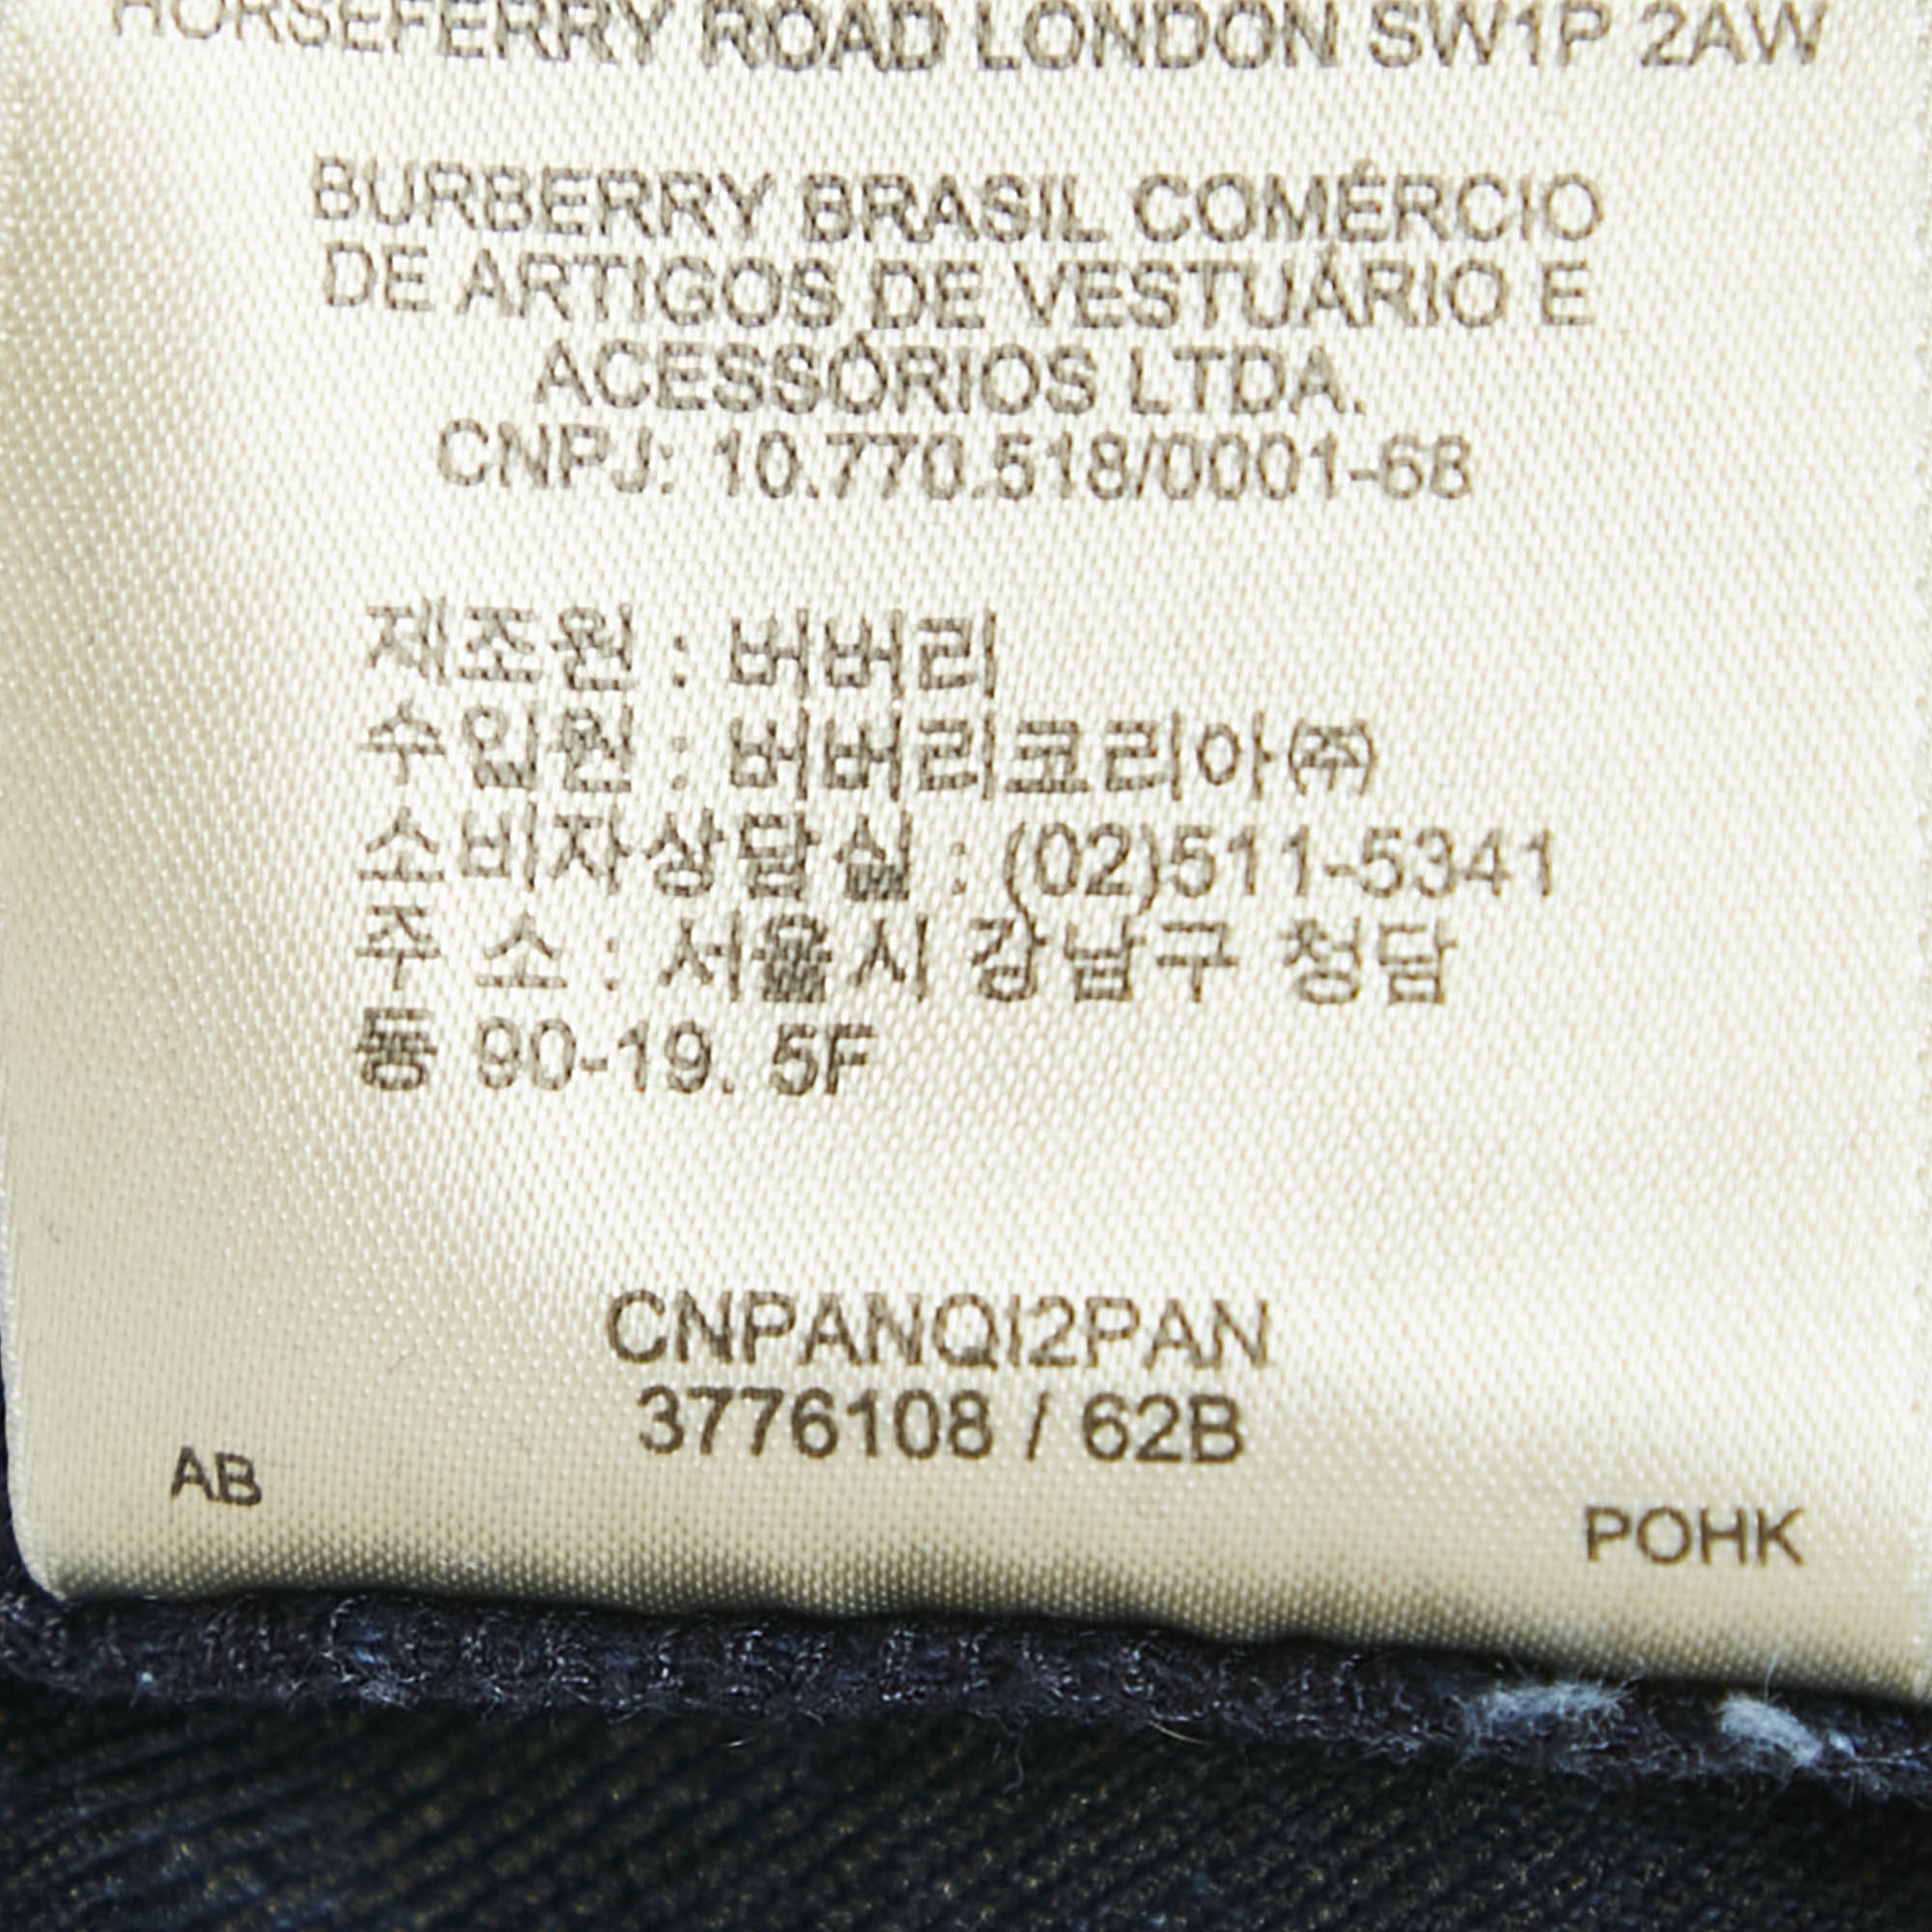 HORSEFERRY ROAD LONDON SW1P 2AW
BURBERRY BRASIL COMÉRCIO
DE ARTIGOS DE VESTUÁRIO E
ACESSÓRIOS LTDA.
CNPJ: 10.770.518/0001-68
제조원 : 버버리
수입원 : 버버리코리아㈜
소비자상담실 : (02)511-5341
주 소 : 서울시 강남구 청담
동 90-19. 5F
CNPANQI2PAN
3776108 / 62B
AB
POHK